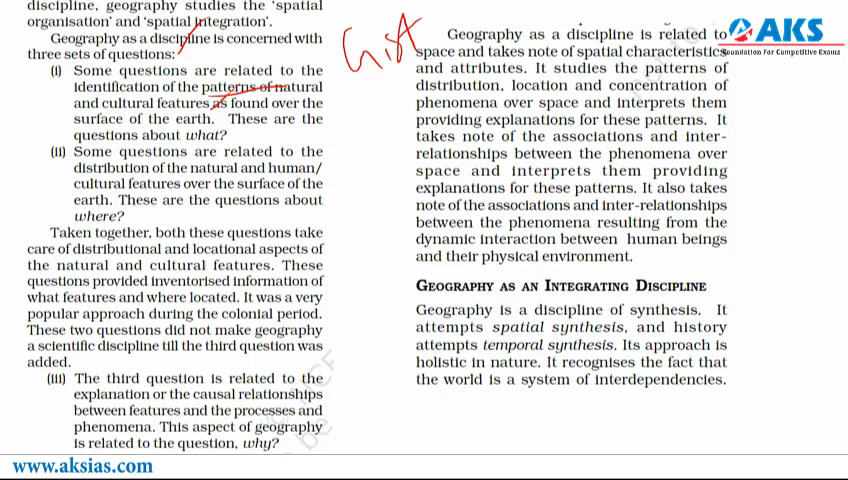 discipline, geography studies the ‘spatial
organisation’ and ‘spatial integration’.
Geography as a discipline is concerned with
three sets of questions:
(i) Some questions are related to the
identification of the patterns of natural
and cultural features as found over the
surface of the earth. These are the
questions about what?
(ii) Some questions are related to the
distribution of the natural and human/
cultural features over the surface of the
earth. These are the questions about
where?
Taken together, both these questions take
care of distributional and locational aspects of
the natural and cultural features. These
questions provided inventorised information of
what features and where located. It was a very
popular approach during the colonial period.
These two questions did not make geography
a scientific discipline till the third question was
added.
(iii) The third question is related to the
explanation or the causal relationships
between features and the processes and
phenomena. This aspect of geography
is related to the question, why?
www.aksias.com
Gist
Geography as a discipline is related to
space and takes note of spatial characteristics
and attributes. It studies the patterns of
distribution, location and concentration of
phenomena over space and interprets them
providing explanations for these patterns. It
takes note of the associations and inter-
relationships between the phenomena over
space and interprets them providing
explanations for these patterns. It also takes
note of the associations and inter-relationships
between the phenomena resulting from the
dynamic interaction between human beings
and their physical environment.
GEOGRAPHY AS AN INTEGRATING DISCIPLINE
Geography is a discipline of synthesis. It
attempts spatial synthesis, and history
attempts temporal synthesis. Its approach is
holistic in nature. It recognises the fact that
the world is a system of interdependencies.
AKS
Foundation For Competitive Exams